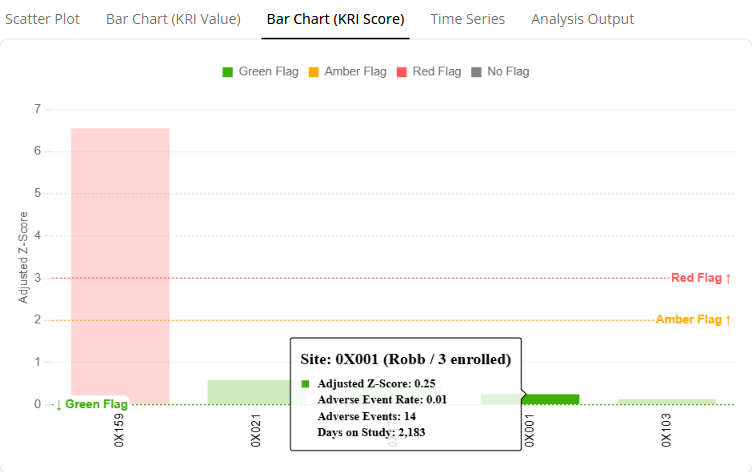 Scatter Plot Bar Chart (KRI Value) Bar Chart (KRI Score) Time Series Analysis Output
Green Flag Amber Flag Red Flag No Flag
Adjusted Z-Score
7
6
5
4
3
2
1
0
Red Flag ↑
Amber Flag ↑
↓ Green Flag
Site: 0X001 (Robb / 3 enrolled)
Adjusted Z-Score: 0.25
Adverse Event Rate: 0.01
Adverse Events: 14
Days on Study: 2,183
0X159
0X021
0X001
0X103